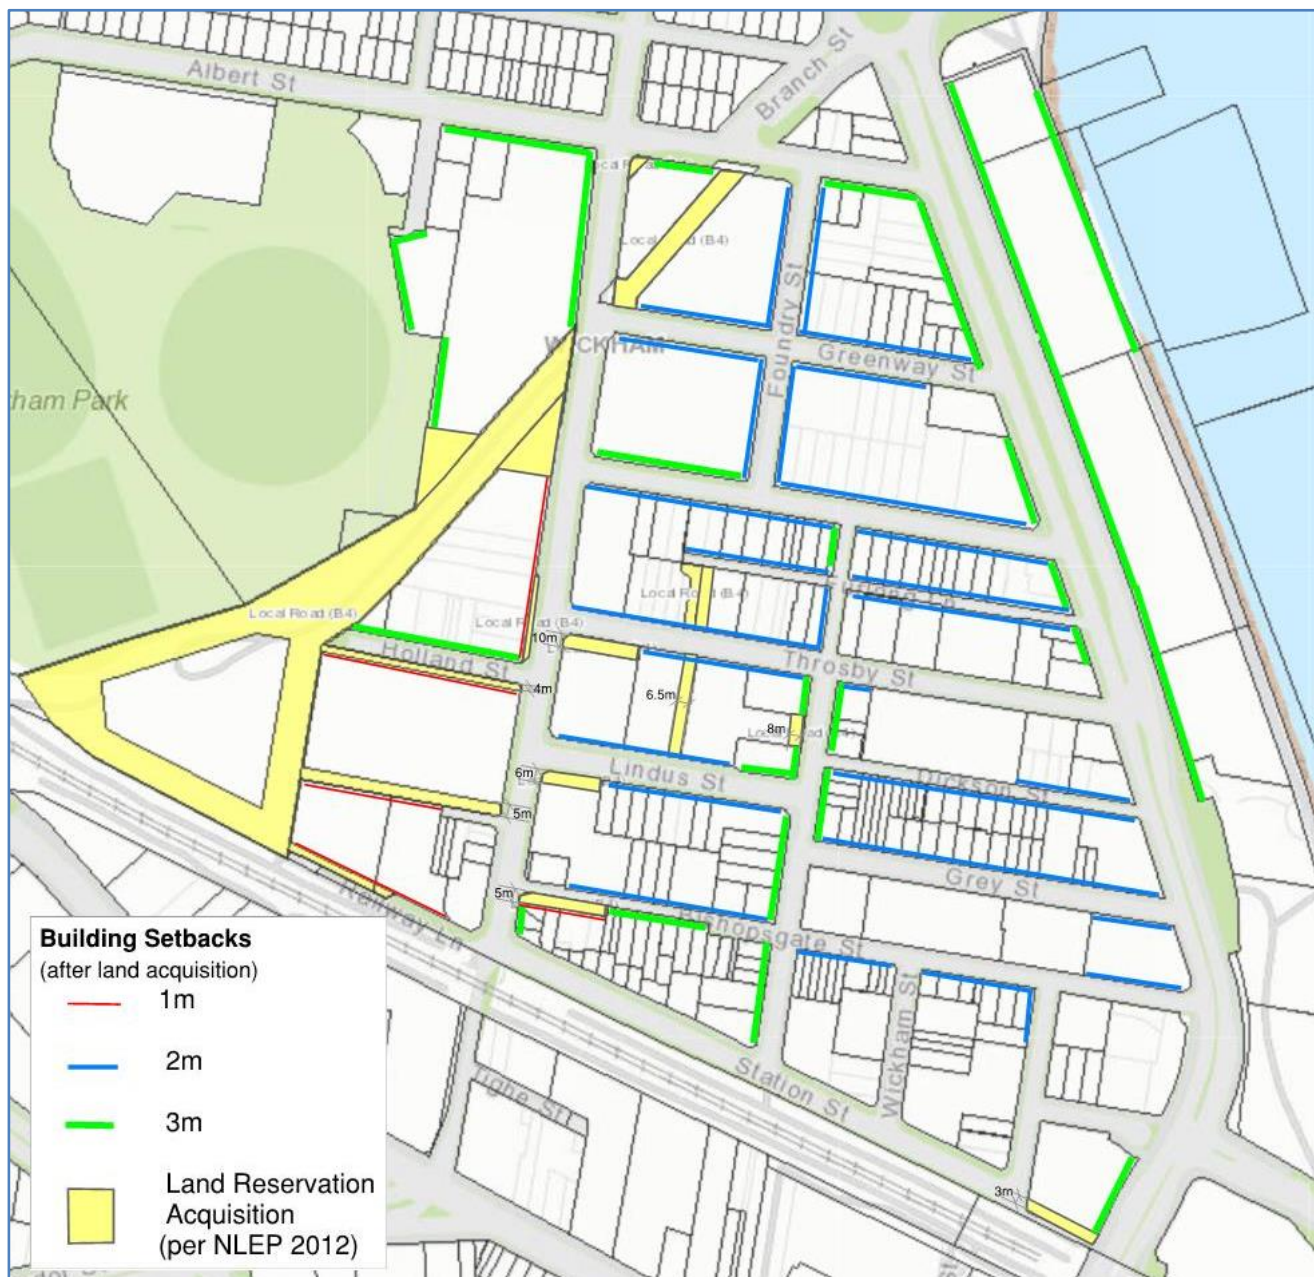 Albert St
Branch St
Local Road (B4)
Foundry St
WICKHAM
Greenway St
ham Park
Local Road (B4)
Local Road (B4)
Local Road (B4)
10m
Holland St
Throsby St
4m
6.5m
8m
Lindus St
6m
Dickson St
5m
Grey St
5m
Bishopsgate St
Railway Ln
Wickham St
Station St
Tighe St
3m
St
Building Setbacks
(after land acquisition)
1m
2m
3m
Land Reservation
Acquisition
(per NLEP 2012)